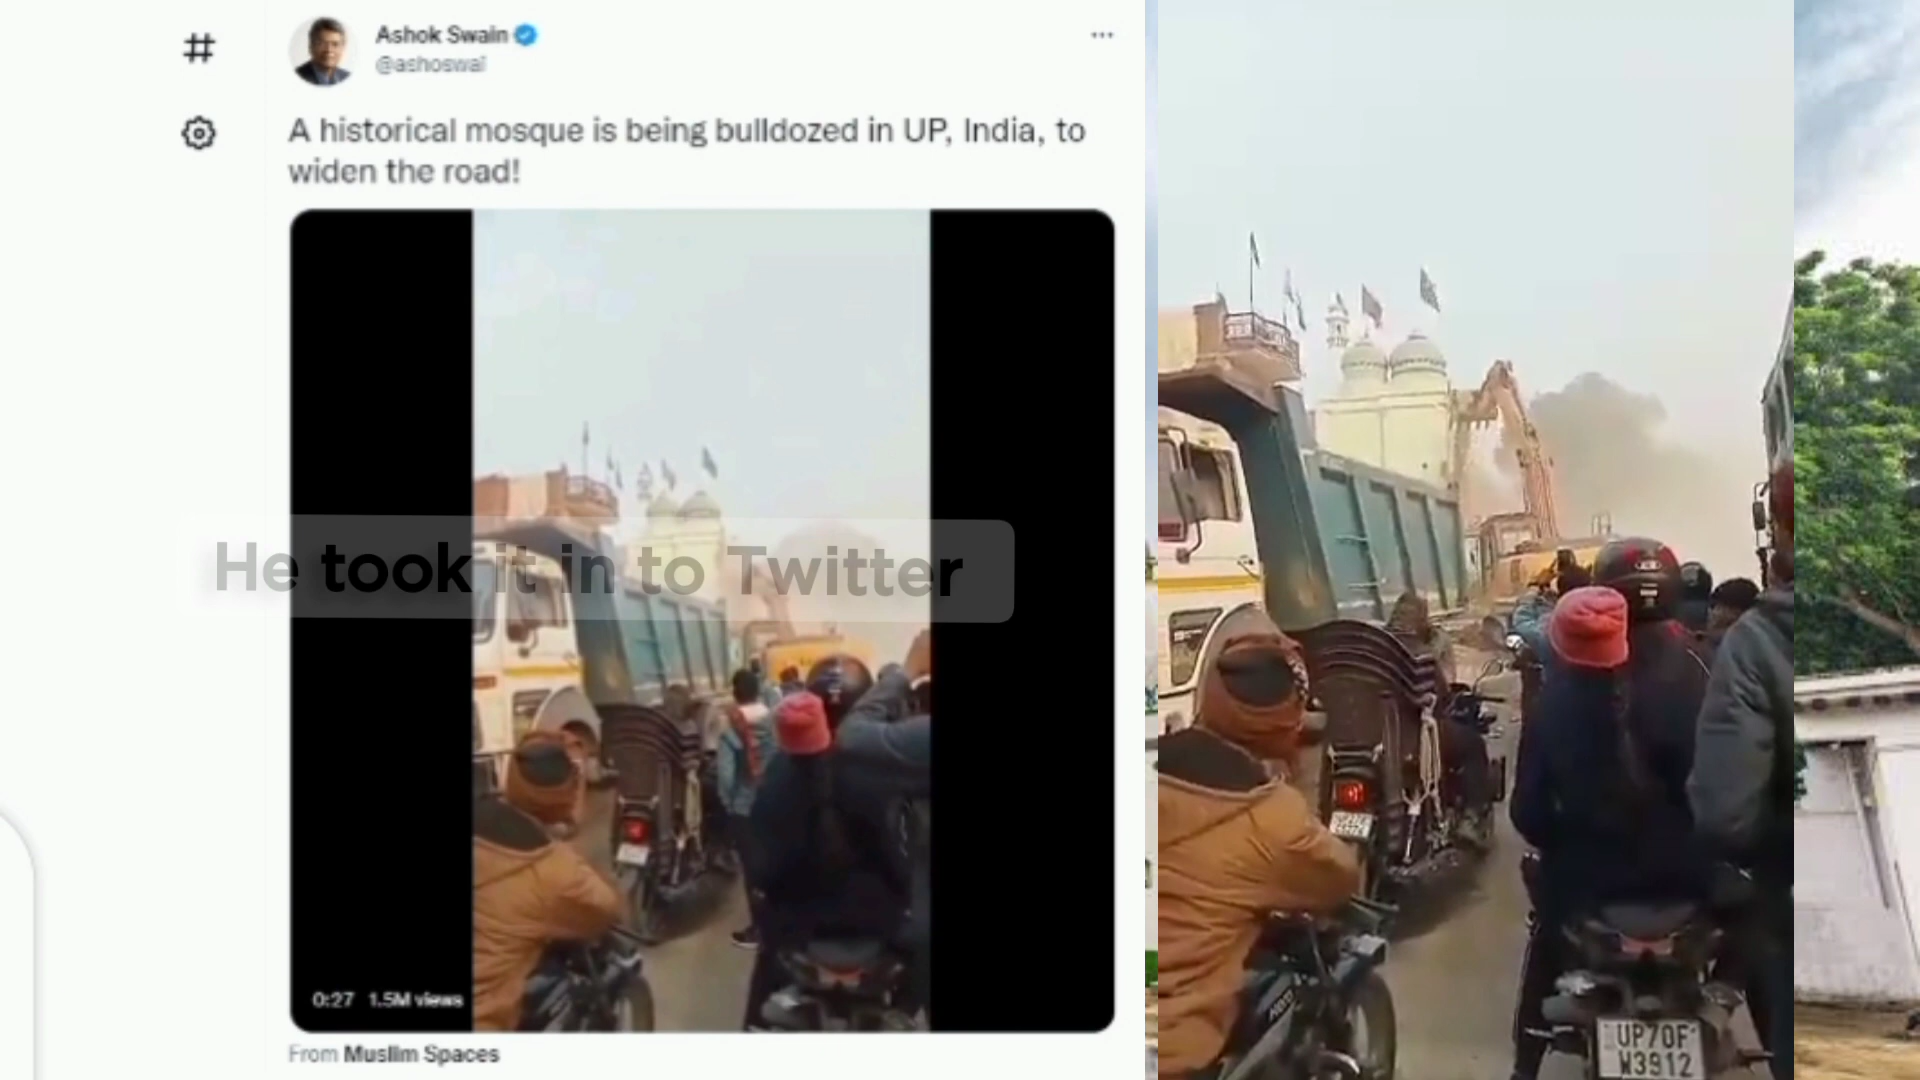 #
Ashok Swain
@ashoswai
A historical mosque is being bulldozed in UP, India, to
widen the road!
He took it in to Twitter
0:27 1.5M views
From Muslim Spaces
UP70F
W3912